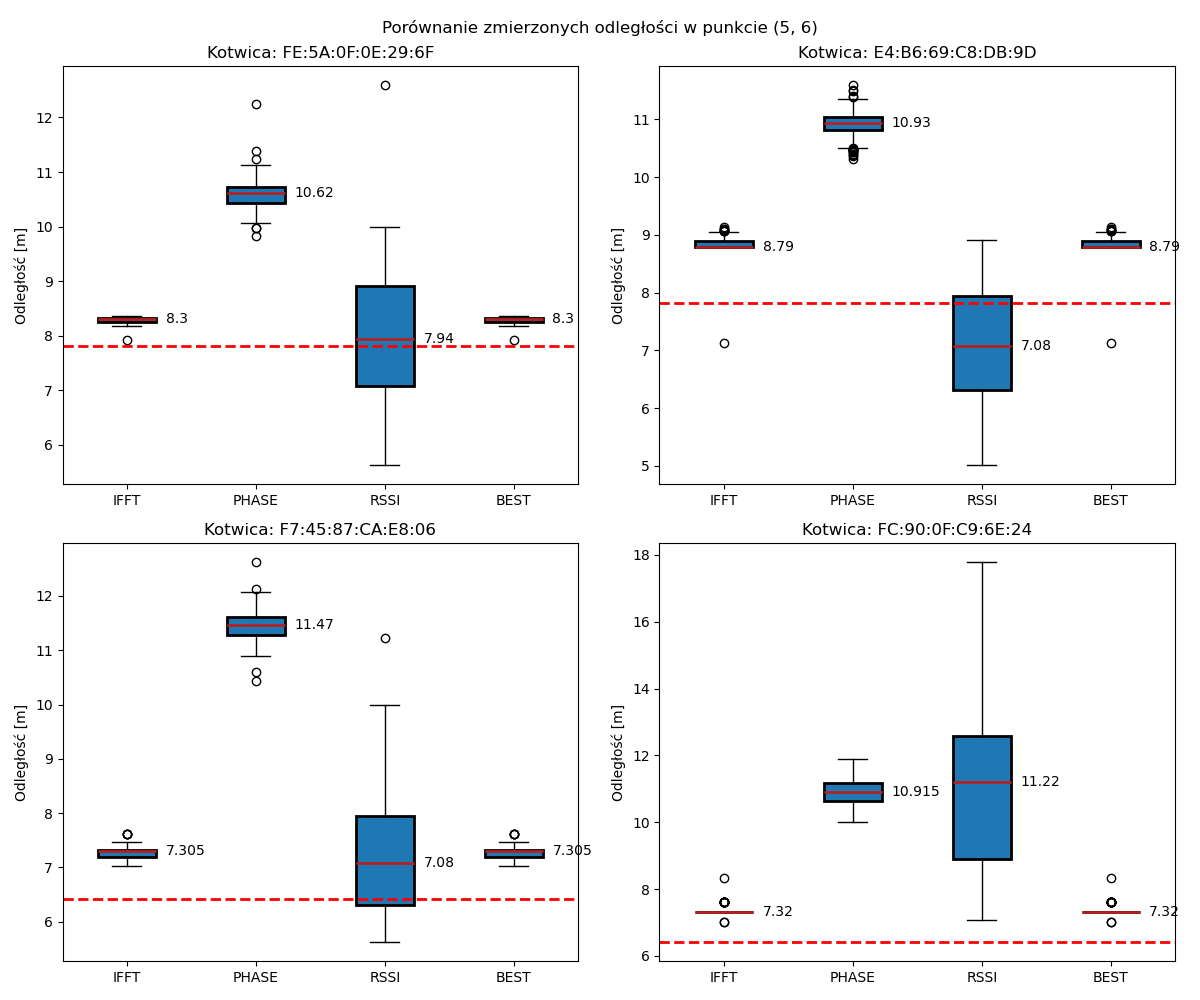 Porównanie zmierzonych odległości w punkcie (5, 6)
Kotwica: FE:5A:0F:0E:29:6F
Odległość [m]
12
11
10
9
8
7
6
8.3
10.62
7.94
8.3
IFFT
PHASE
RSSI
BEST
Kotwica: E4:B6:69:C8:DB:9D
Odległość [m]
11
10
9
8
7
6
5
8.79
10.93
7.08
8.79
IFFT
PHASE
RSSI
BEST
Kotwica: F7:45:87:CA:E8:06
Odległość [m]
12
11
10
9
8
7
6
7.305
11.47
7.08
7.305
IFFT
PHASE
RSSI
BEST
Kotwica: FC:90:0F:C9:6E:24
Odległość [m]
18
16
14
12
10
8
6
7.32
10.915
11.22
7.32
IFFT
PHASE
RSSI
BEST